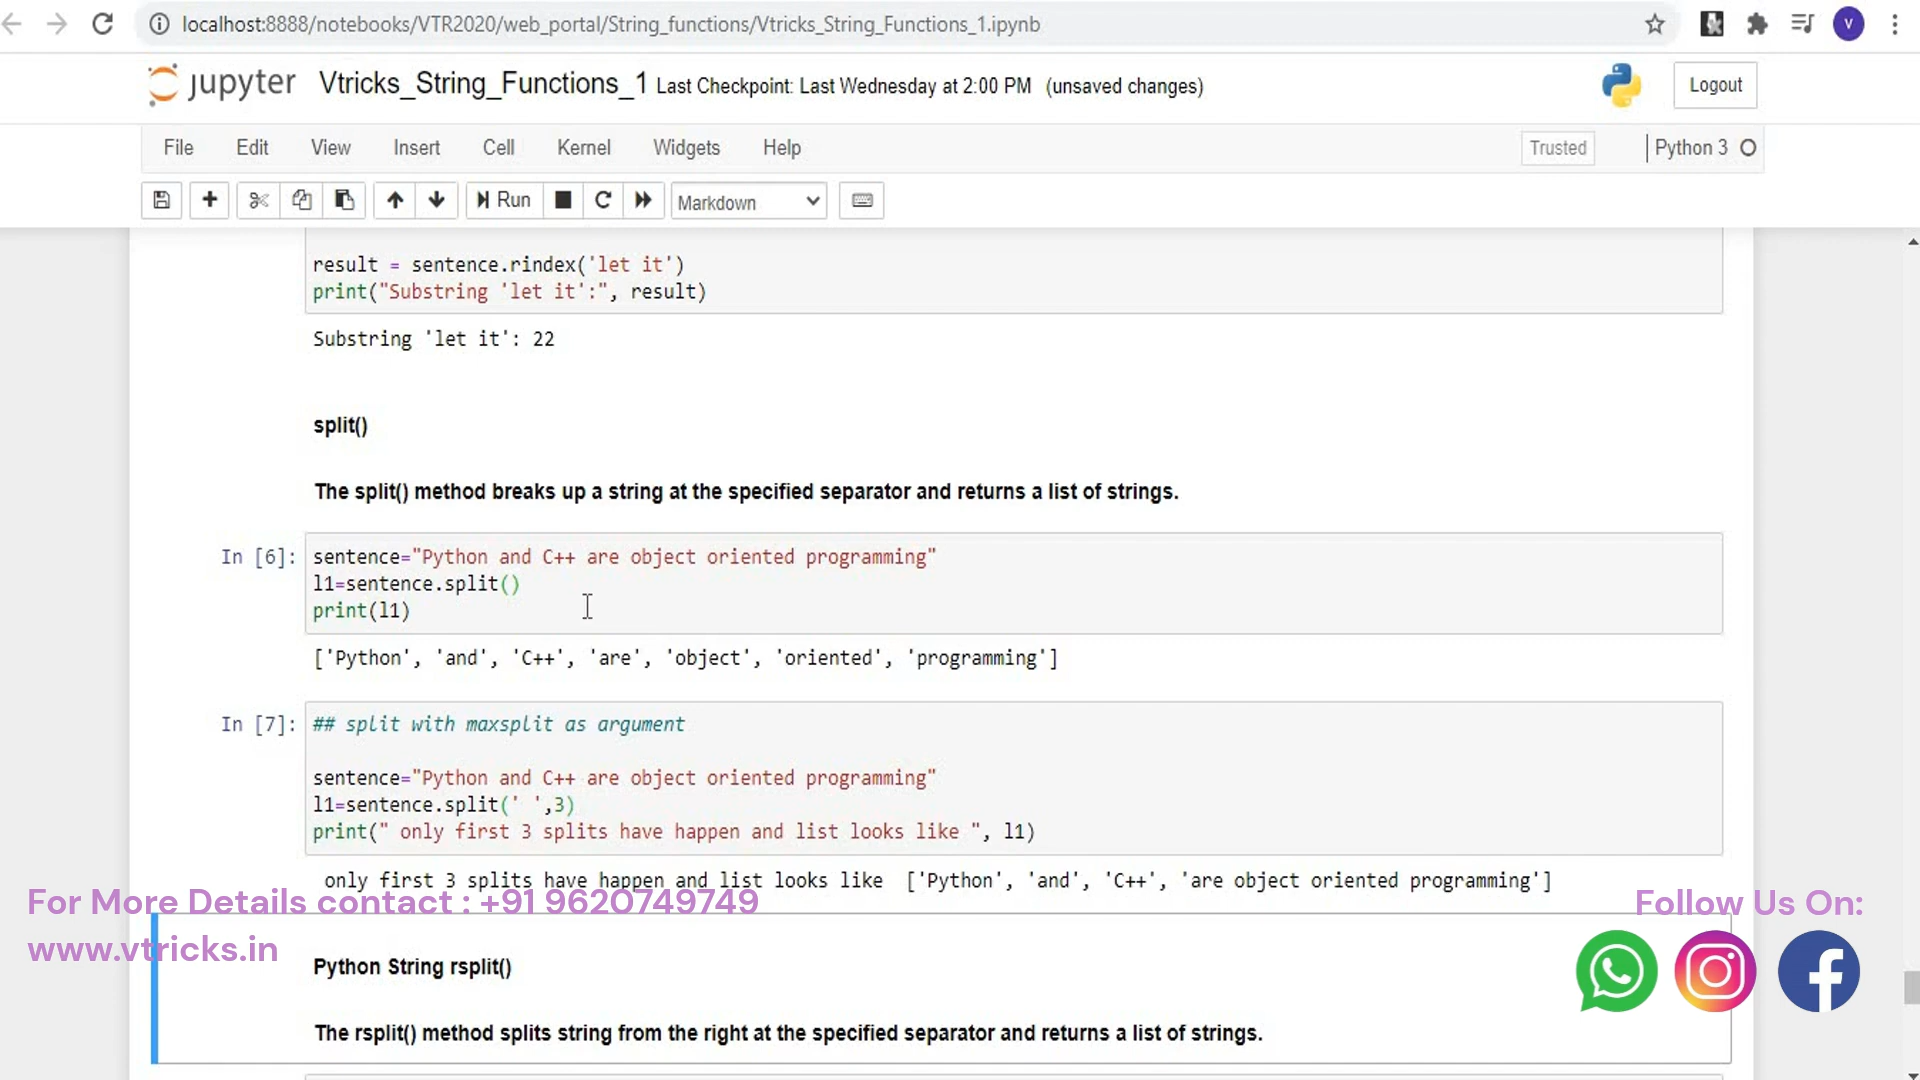 localhost:8888/notebooks/VTR2020/web_portal/String_functions/Vtricks_String_Functions_1.ipynb
V
jupyter Vtricks_String_Functions_1 Last Checkpoint: Last Wednesday at 2:00 PM (unsaved changes)
Logout
File Edit View Insert Cell Kernel Widgets Help
Trusted
Python 3
Run
Markdown
result = sentence.rindex('let it')
print("Substring 'let it':", result)
Substring 'let it': 22
split()
The split() method breaks up a string at the specified separator and returns a list of strings.
In [6]:
sentence="Python and C++ are object oriented programming"
l1=sentence.split()
print(l1)
['Python', 'and', 'C++', 'are', 'object', 'oriented', 'programming']
In [7]:
## split with maxsplit as argument
sentence="Python and C++ are object oriented programming"
l1=sentence.split(' ',3)
print(" only first 3 splits have happen and list looks like ", l1)
only first 3 splits have happen and list looks like  ['Python', 'and', 'C++', 'are object oriented programming']
For More Details contact : +91 9620749749
Follow Us On:
www.vtricks.in
Python String rsplit()
The rsplit() method splits string from the right at the specified separator and returns a list of strings.